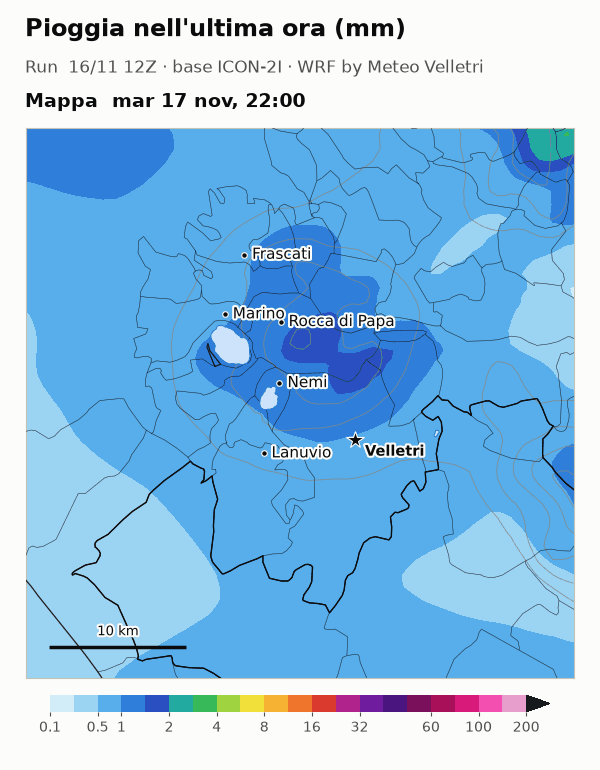 Pioggia nell'ultima ora (mm)
Run  16/11 12Z · base ICON-2I · WRF by Meteo Velletri
Mappa  mar 17 nov, 22:00
Frascati
Marino
Rocca di Papa
Nemi
Velletri
Lanuvio
10 km
0.1 0.5 1 2 4 8 16 32 60 100 200